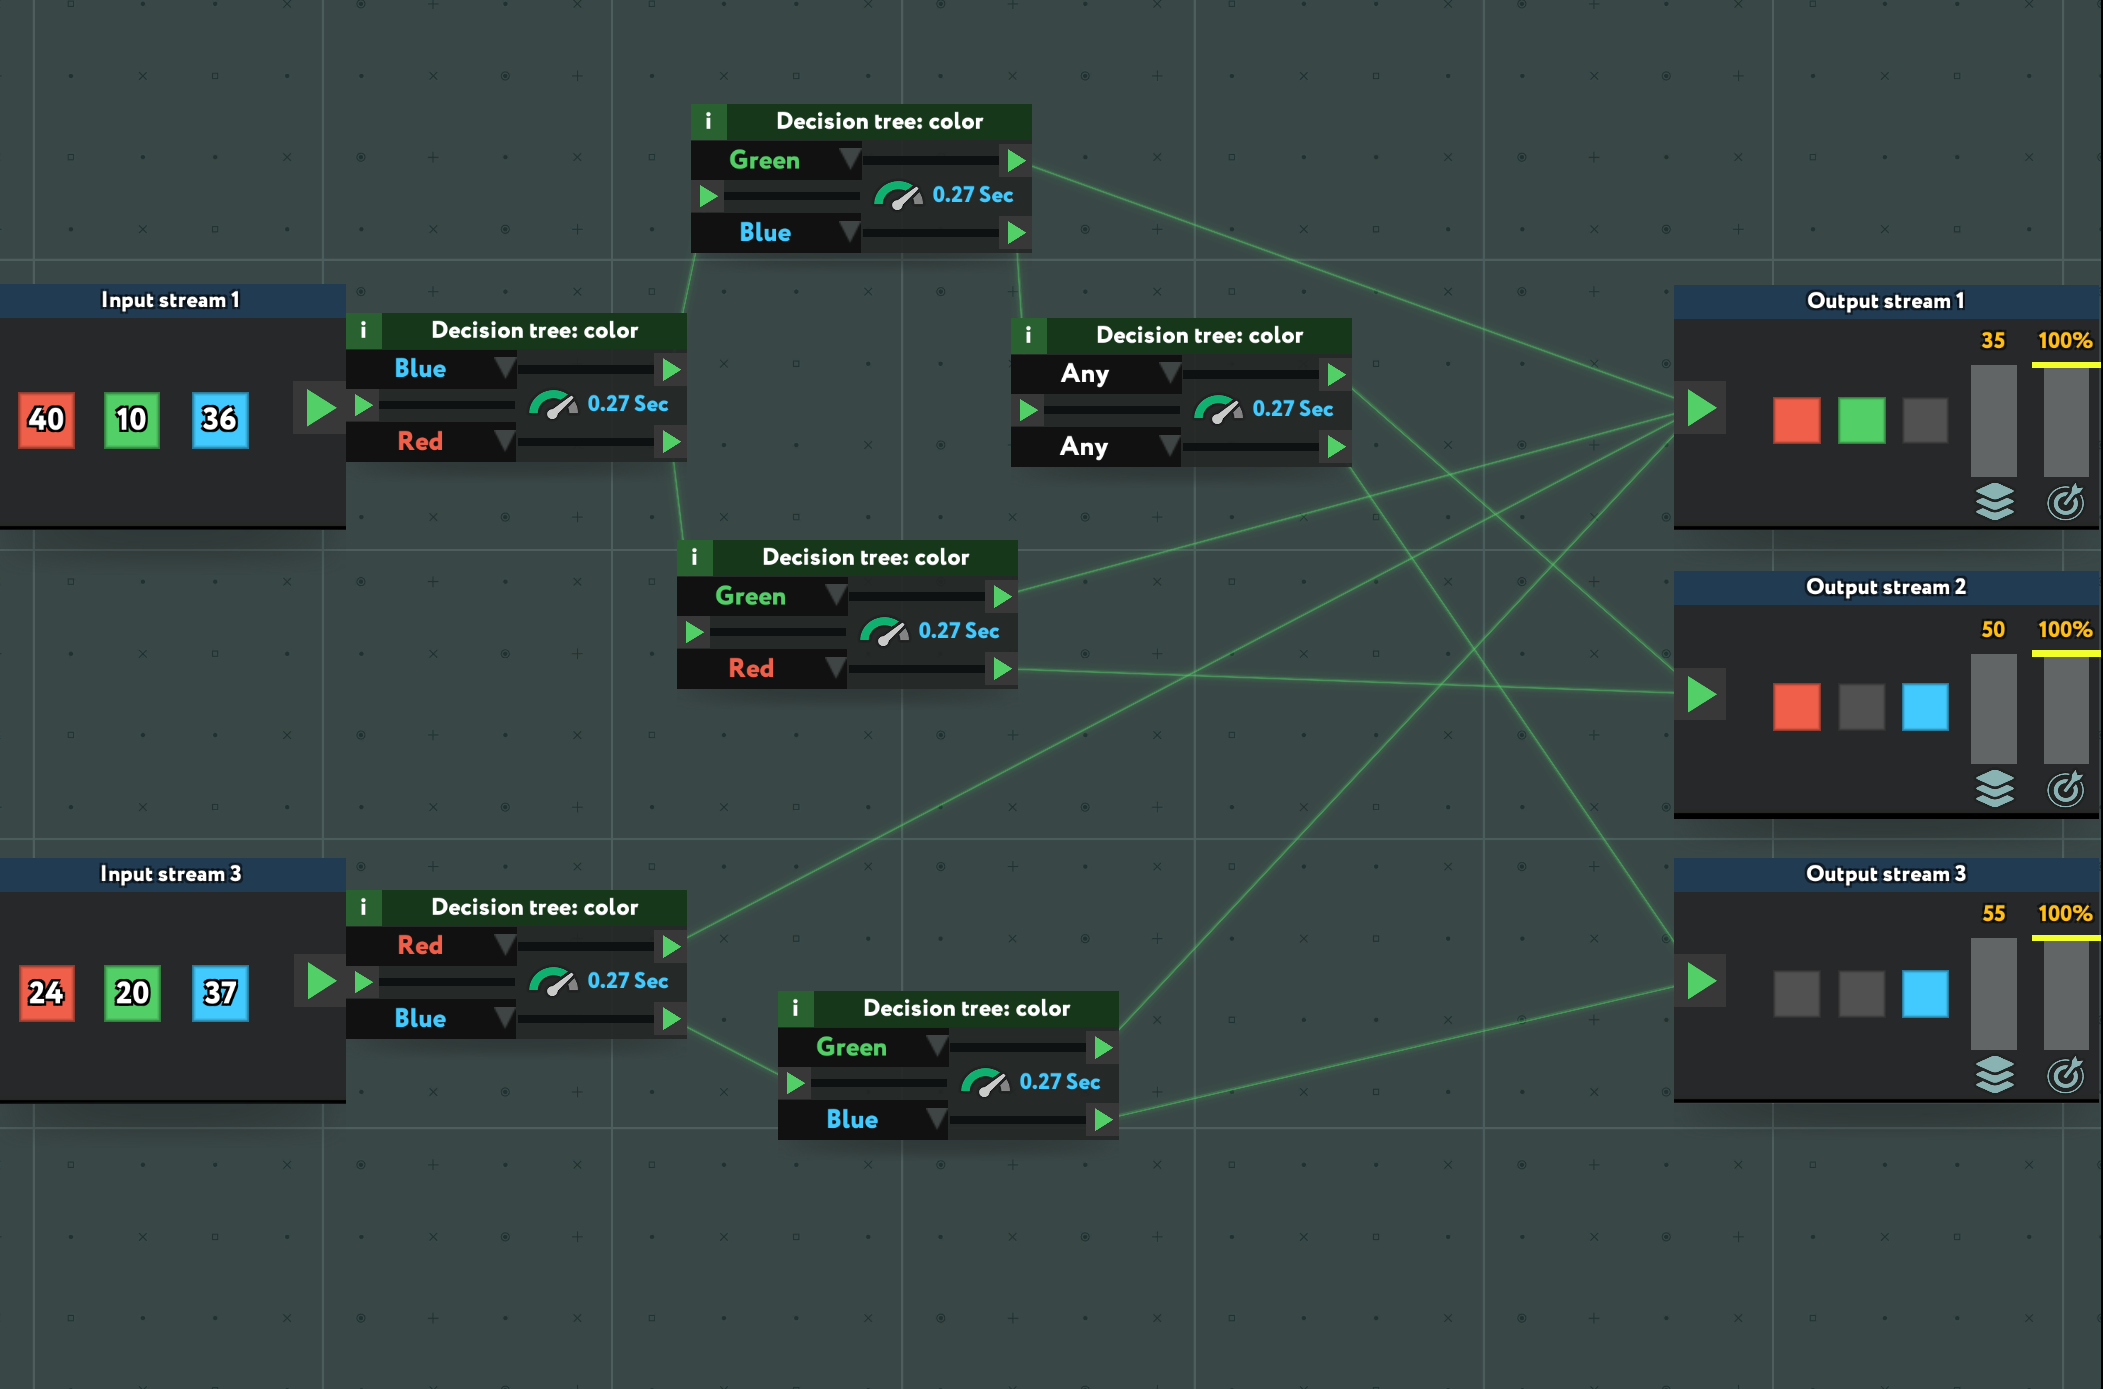 i Decision tree: color
Green
0.27 Sec
Blue
Input stream 1
40 10 36
i Decision tree: color
Blue
0.27 Sec
Red
i Decision tree: color
Any
0.27 Sec
Any
Output stream 1
35 100%
i Decision tree: color
Green
0.27 Sec
Red
Output stream 2
50 100%
Input stream 3
24 20 37
i Decision tree: color
Red
0.27 Sec
Blue
i Decision tree: color
Green
0.27 Sec
Blue
Output stream 3
55 100%